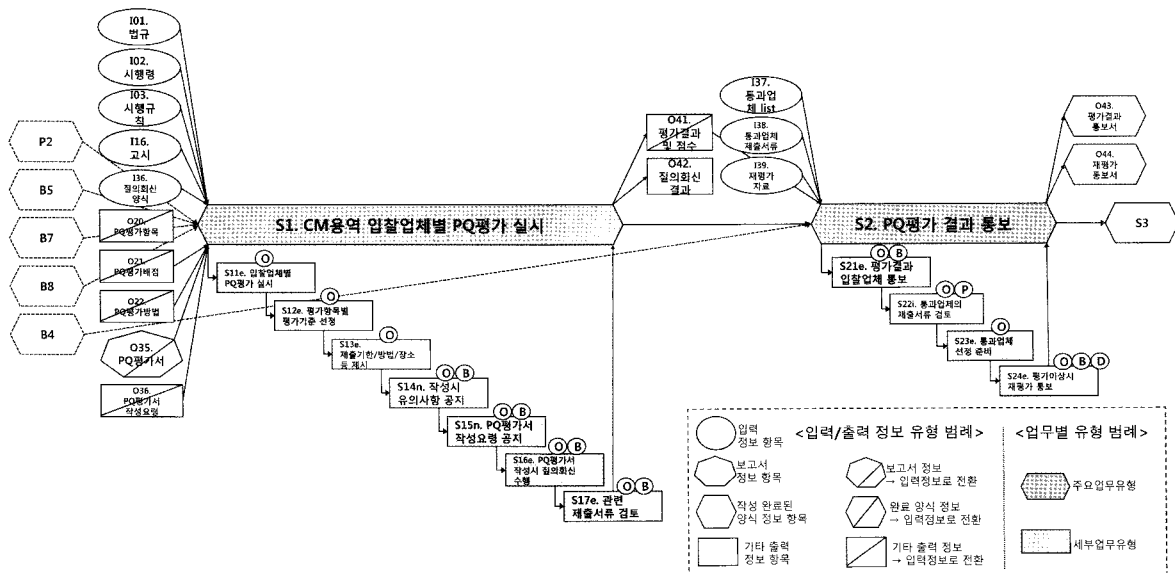 I01.
법규
I02.
시행령
I03.
시행규
칙
I16.
고시
I36.
질의회신
양식
O20.
PQ평가항목
O21.
PQ평가배점
O22.
PQ평가방법
O35.
PQ평가서
O36.
PQ평가서
작성요령
P2
B5
B7
B8
B4
S1. CM용역 입찰업체별 PQ평가 실시
O
S11e. 입찰업체별
PQ평가 실시
O
S12e. 평가항목별
평가기준 선정
O
S13e.
제출기한/방법/장소
등 제시
O B
S14n. 작성시
유의사항 공지
O B
S15n. PQ평가서
작성요령 공지
O B
S16e. PQ평가서
작성시 질의회신
수행
O B
S17e. 관련
제출서류 검토
O41.
평가결과
및 점수
O42.
질의회신
결과
I37.
통과업
체 list
I38.
통과업체
제출서류
I39.
재평가
자료
S2. PQ평가 결과 통보
O B
S21e. 평가결과
입찰업체 통보
O P
S22i. 통과업체의
제출서류 검토
O
S23e. 통과업체
선정 준비
O B D
S24e. 평가이상시
재평가 통보
O43.
평가결과
통보서
O44.
재평가
통보서
S3
<입력/출력 정보 유형 범례>
입력
정보 항목
보고서
정보 항목
작성 완료된
양식 정보 항목
기타 출력
정보 항목
보고서 정보
→ 입력정보로 전환
완료 양식 정보
→ 입력정보로 전환
기타 출력 정보
→ 입력정보로 전환
<업무별 유형 범례>
주요업무유형
세부업무유형